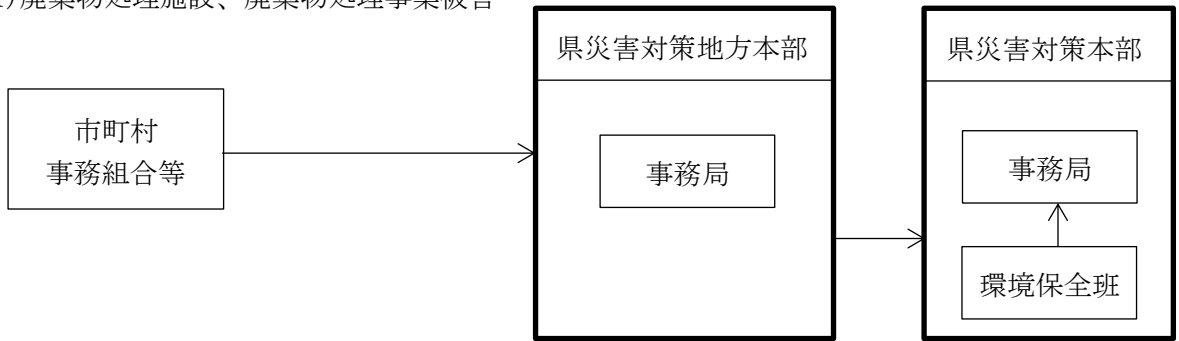 廃棄物処理施設、廃棄物処理事業被害
市町村
事務組合等
県災害対策地方本部
事務局
県災害対策本部
事務局
環境保全班